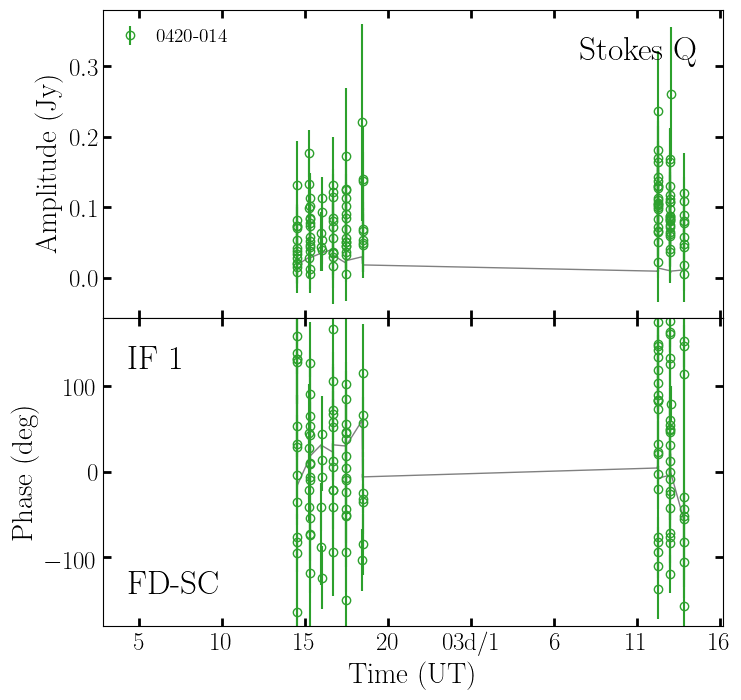 0420-014
Stokes Q
Amplitude (Jy)
0.3
0.2
0.1
0.0
IF 1
Phase (deg)
100
0
−100
FD-SC
5 10 15 20 03d/1 6 11 16
Time (UT)